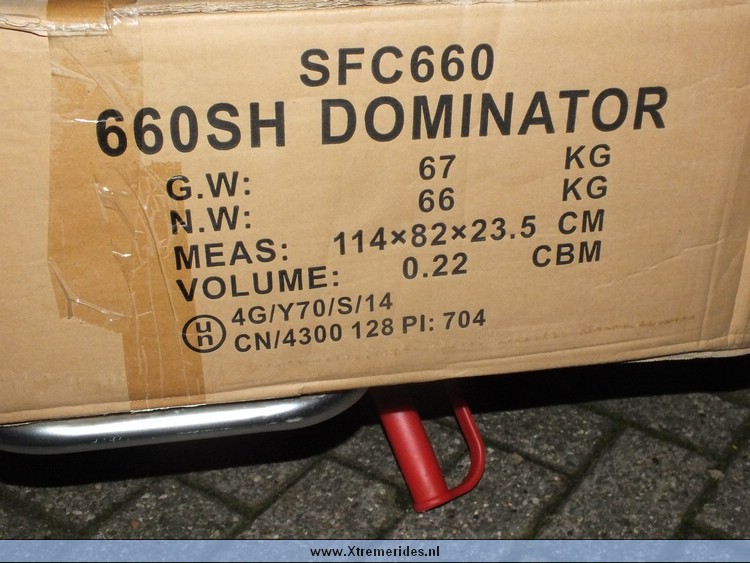 SFC660
660SH DOMINATOR
G.W: 67 KG
N.W: 66 KG
MEAS: 114×82×23.5 CM
VOLUME: 0.22 CBM
un 4G/Y70/S/14
CN/4300 128 PI: 704
www.Xtremerides.nl